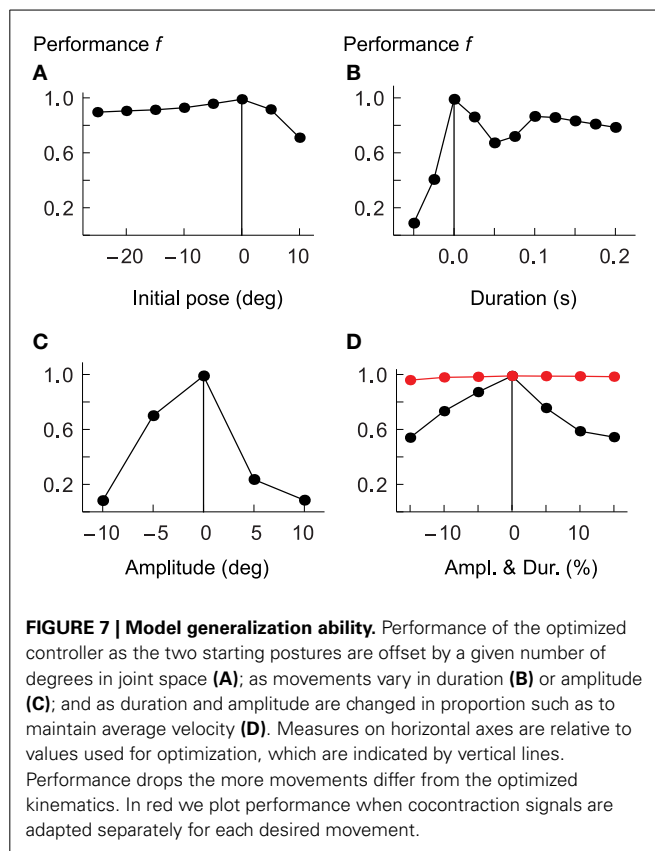 Performance f
Performance f
A
B
1.0
0.6
0.2
−20 −10 0 10
Initial pose (deg)
1.0
0.6
0.2
0.0 0.1 0.2
Duration (s)
C
D
1.0
0.6
0.2
−10 −5 0 5 10
Amplitude (deg)
1.0
0.6
0.2
−10 0 10
Ampl. & Dur. (%)
FIGURE 7 | Model generalization ability. Performance of the optimized
controller as the two starting postures are offset by a given number of
degrees in joint space (A); as movements vary in duration (B) or amplitude
(C); and as duration and amplitude are changed in proportion such as to
maintain average velocity (D). Measures on horizontal axes are relative to
values used for optimization, which are indicated by vertical lines.
Performance drops the more movements differ from the optimized
kinematics. In red we plot performance when cocontraction signals are
adapted separately for each desired movement.